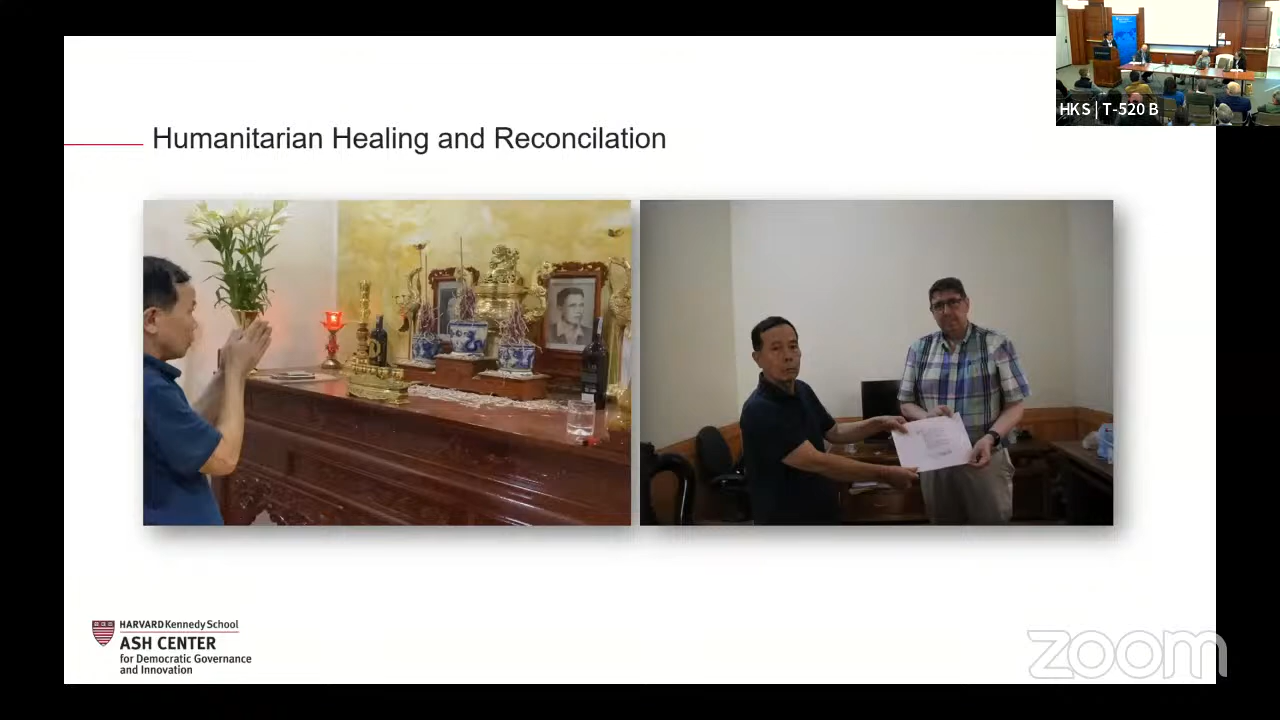 HKS | T-520 B
Humanitarian Healing and Reconcilation
HARVARD Kennedy School
ASH CENTER
for Democratic Governance
and Innovation
zoom